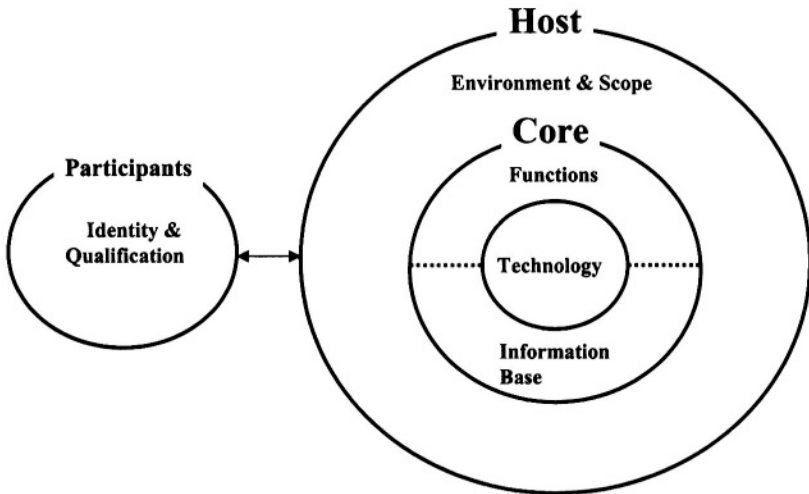 Host
Environment & Scope
Core
Participants
Functions
Identity &
Qualification
Technology
Information
Base